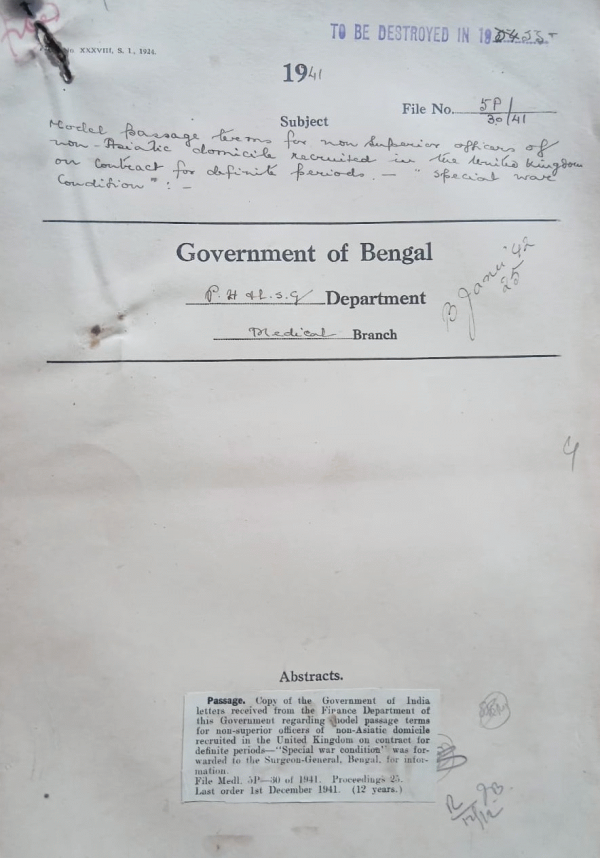 TO BE DESTROYED IN 19
No XXXVIII, S. 1, 1924.
1941
File No. 5P/30/41
Subject
Model passage terms for non superior officers of
non-Asiatic domicile recruited in the United Kingdom
on contract for definite periods. — "Special war
Condition" : —
Government of Bengal
P. H & L. S. G Department
Medical Branch
B Janu '42
25
Abstracts.
Passage. Copy of the Government of India
letters received from the Finance Department of
this Government regarding model passage terms
for non-superior officers of non-Asiatic domicile
recruited in the United Kingdom on contract for
definite periods—"Special war condition" was for-
warded to the Surgeon-General, Bengal, for infor-
mation.
File Medl. 5P—30 of 1941. Proceedings 25.
Last order 1st December 1941. (12 years.)